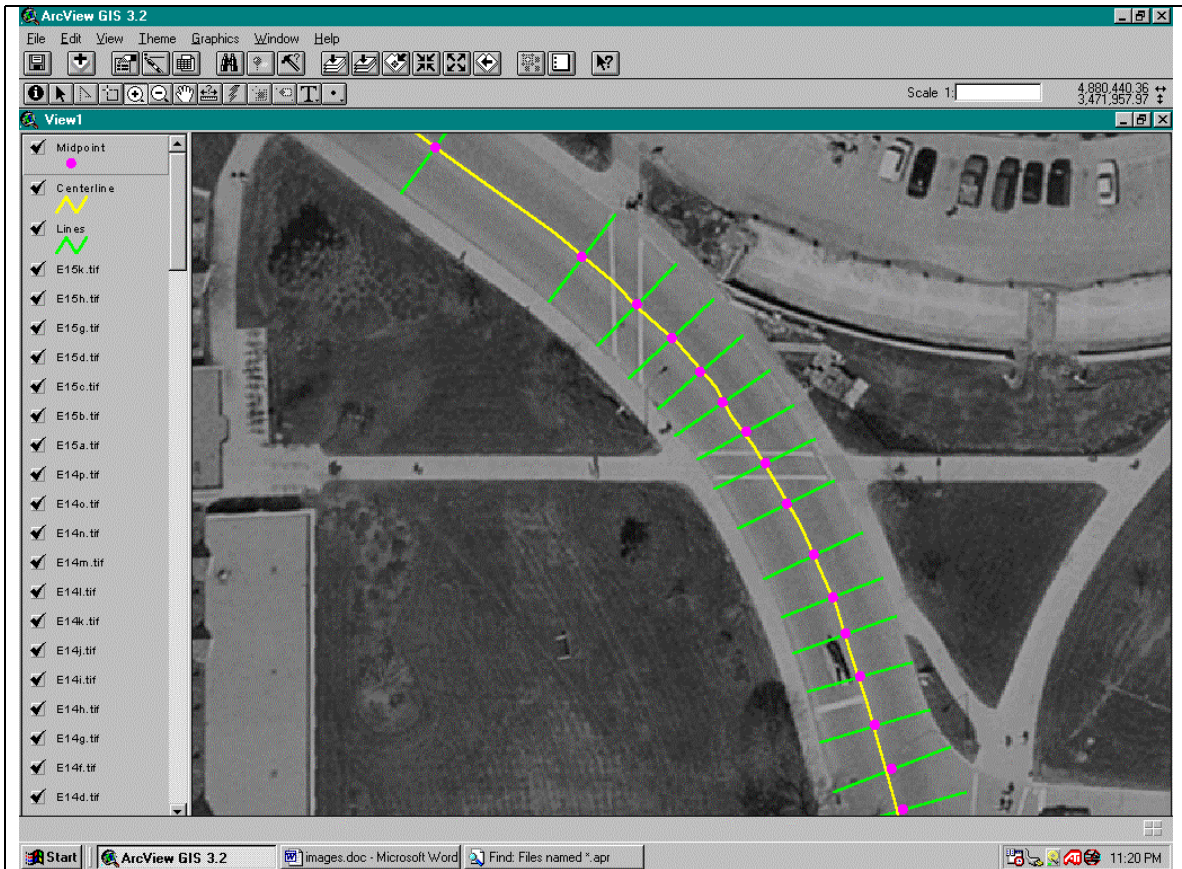 ArcView GIS 3.2
File Edit View Theme Graphics Window Help
Scale 1:
4,880,440.36
3,471,957.97
View1
Midpoint
Centerline
Lines
E15k.tif
E15h.tif
E15g.tif
E15d.tif
E15c.tif
E15b.tif
E15a.tif
E14p.tif
E14o.tif
E14n.tif
E14m.tif
E14l.tif
E14k.tif
E14j.tif
E14i.tif
E14h.tif
E14g.tif
E14f.tif
E14d.tif
Start ArcView GIS 3.2 images.doc - Microsoft Word Find: Files named *.apr 11:20 PM